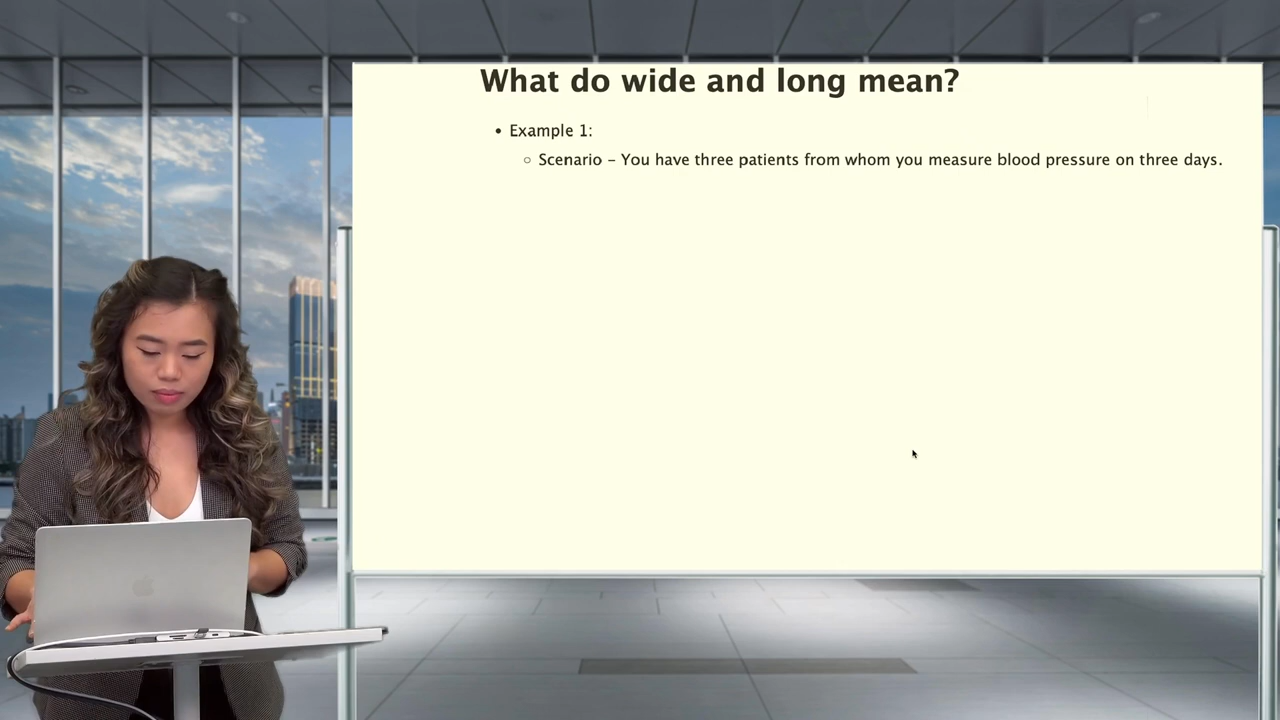 What do wide and long mean?
• Example 1:
○ Scenario – You have three patients from whom you measure blood pressure on three days.